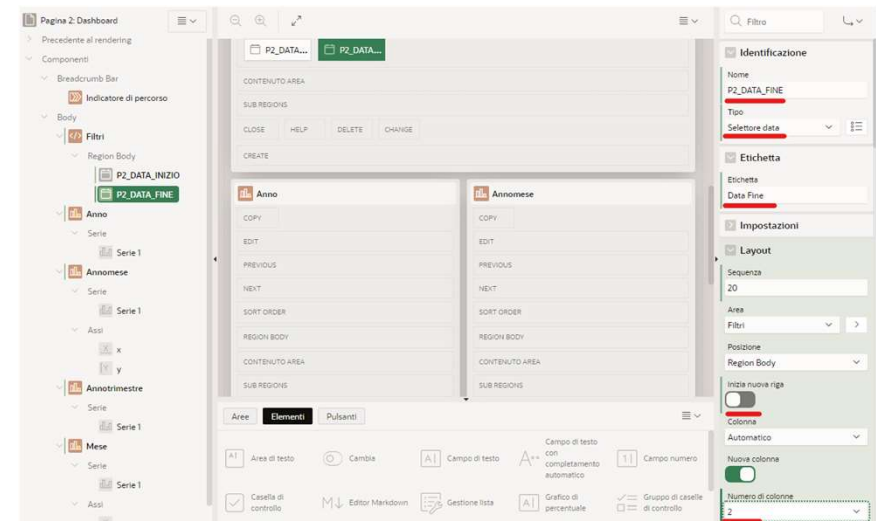 Pagina 2: Dashboard
Precedente al rendering
Componenti
Breadcrumb Bar
Indicatore di percorso
Body
Filtri
Region Body
P2_DATA_INIZIO
P2_DATA_FINE
Anno
Serie
Serie 1
Annomese
Serie
Serie 1
Assi
x
y
Annotrimestre
Serie
Serie 1
Mese
Serie
Serie 1
Assi
P2_DATA... P2_DATA...
CONTENUTO AREA
SUB REGIONS
CLOSE HELP DELETE CHANGE
CREATE
Anno
COPY
EDIT
PREVIOUS
NEXT
SORT ORDER
REGION BODY
CONTENUTO AREA
SUB REGIONS
Annomese
COPY
EDIT
PREVIOUS
NEXT
SORT ORDER
REGION BODY
CONTENUTO AREA
SUB REGIONS
Aree Elementi Pulsanti
Area di testo
Cambia
Campo di testo
Campo di testo
con
completamento
automatico
Campo numero
Casella di
controllo
Editor Markdown
Gestione lista
Grafico di
percentuale
Gruppo di caselle
di controllo
Filtro
Identificazione
Nome
P2_DATA_FINE
Tipo
Selettore data
Etichetta
Etichetta
Data Fine
Impostazioni
Layout
Sequenza
20
Area
Filtri
Posizione
Region Body
Inizia nuova riga
Colonna
Automatico
Nuova colonna
Numero di colonne
2